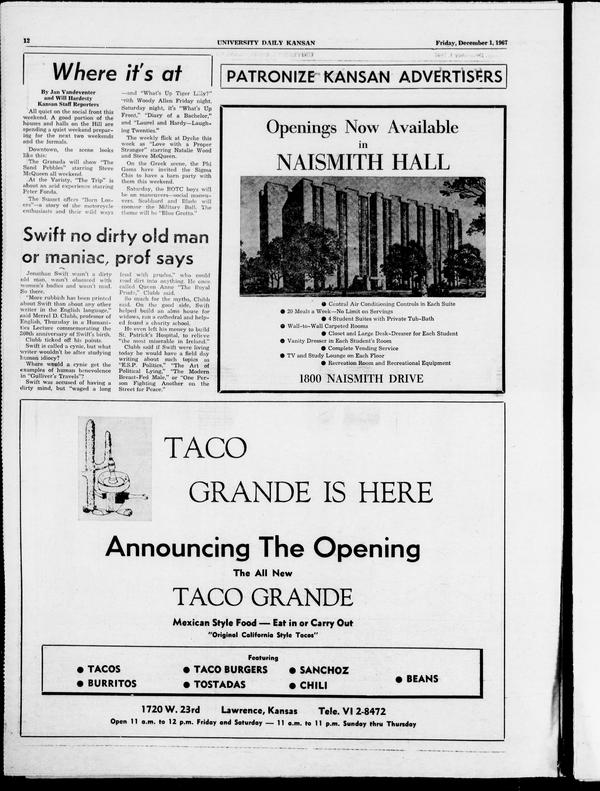 12
UNIVERSITY DAILY KANSAN
Friday, December 1, 1967
Where it's at
By Jan Vandeventer
and Will Hardesty
Kansan Staff Reporters
All quiet on the social front this
weekend. A good portion of the
houses and halls on the Hill are
spending a quiet weekend prepar-
ing for the next two weekends
and the formals.
Downtown, the scene looks
like this:
The Granada will show "The
Sand Pebbles" starring Steve
McQueen all weekend.
At the Varsity, "The Trip" is
about an acid experience starring
Peter Fonda.
The Sunset offers "Born Los-
ers"—a story of the motorcycle
enthusiasts and their wild ways
—and "What's Up Tiger Lilly?"
with Woody Allen Friday night.
Saturday night, it's "What's Up
Front," "Diary of a Bachelor,"
and "Laurel and Hardy—Laugh-
ing Twenties."
The weekly flick at Dyche this
week is "Love with a Proper
Stranger" starring Natalie Wood
and Steve McQueen.
On the Greek scene, the Phi
Gams have invited the Sigma
Chis to have a barn party with
them this weekend.
Saturday, the ROTC boys will
be on maneuvers—social maneu-
vers. Scabbard and Blade will
sponsor the Military Ball. The
theme will be "Blue Grotto."
Swift no dirty old man
or maniac, prof says
Jonathan Swift wasn't a dirty
old man, wasn't obsessed with
women's bodies and wasn't mad.
So there.
"More rubbish has been printed
about Swift than about any other
writer in the English language,"
said Merrel D. Clubb, professor of
English, Thursday in a Humani-
ties Lecture commemorating the
300th anniversary of Swift's birth.
Clubb ticked off his points.
Swift is called a cynic, but what
writer wouldn't be after studying
human idiocy?
Where would a cynic get the
examples of human benevolence
in "Gulliver's Travels"?
Swift was accused of having a
dirty mind, but "waged a long
feud with prudes," who could
read dirt into anything. He once
called Queen Anne "The Royal
Prude," Clubb said.
So much for the myths, Clubb
said. On the good side, Swift
helped build an alms house for
widows, ran a cathedral and help-
ed found a charity school.
He even left his money to build
St. Patrick's Hospital, to relieve
"the most miserable in Ireland."
Clubb said if Swift were living
today he would have a field day
writing about such topics as
"E.S.P. Politics," "The Art of
Political Lying," "The Modern
Breast-Fed Male," or "One Per-
son Fighting Another on the
Street for Peace."
PATRONIZE KANSAN ADVERTISERS
Openings Now Available
in
NAISMITH HALL
● Central Air Conditioning Controls in Each Suite
● 20 Meals a Week—No Limit on Servings
● 4 Student Suites with Private Tub-Bath
● Wall-to-Wall Carpeted Rooms
● Closet and Large Desk-Dresser for Each Student
● Vanity Dresser in Each Student's Room
● Complete Vending Service
● TV and Study Lounge on Each Floor
● Recreation Room and Recreational Equipment
1800 NAISMITH DRIVE
TACO
GRANDE IS HERE
Announcing The Opening
The All New
TACO GRANDE
Mexican Style Food — Eat in or Carry Out
"Original California Style Tacos"
Featuring
● TACOS ● TACO BURGERS ● SANCHOZ
● BURRITOS ● TOSTADAS ● CHILI ● BEANS
1720 W. 23rd Lawrence, Kansas Tele. VI 2-8472
Open 11 a.m. to 12 p.m. Friday and Saturday — 11 a.m. to 11 p.m. Sunday thru Thursday